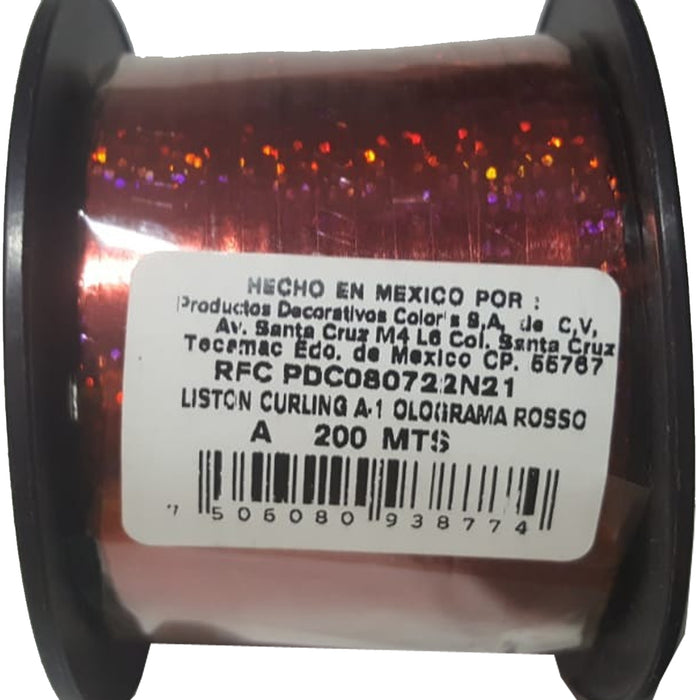 HECHO EN MEXICO POR :
Productos Decorativos Color's S,A, de C,V,
Av. Santa Cruz M4 L6 Col. Santa Cruz
Tecamac Edo. de Mexico CP. 55767
RFC PDC080722N21
LISTON CURLING A-1 OLOGRAMA ROSSO
A 200 MTS
7 506080 938774